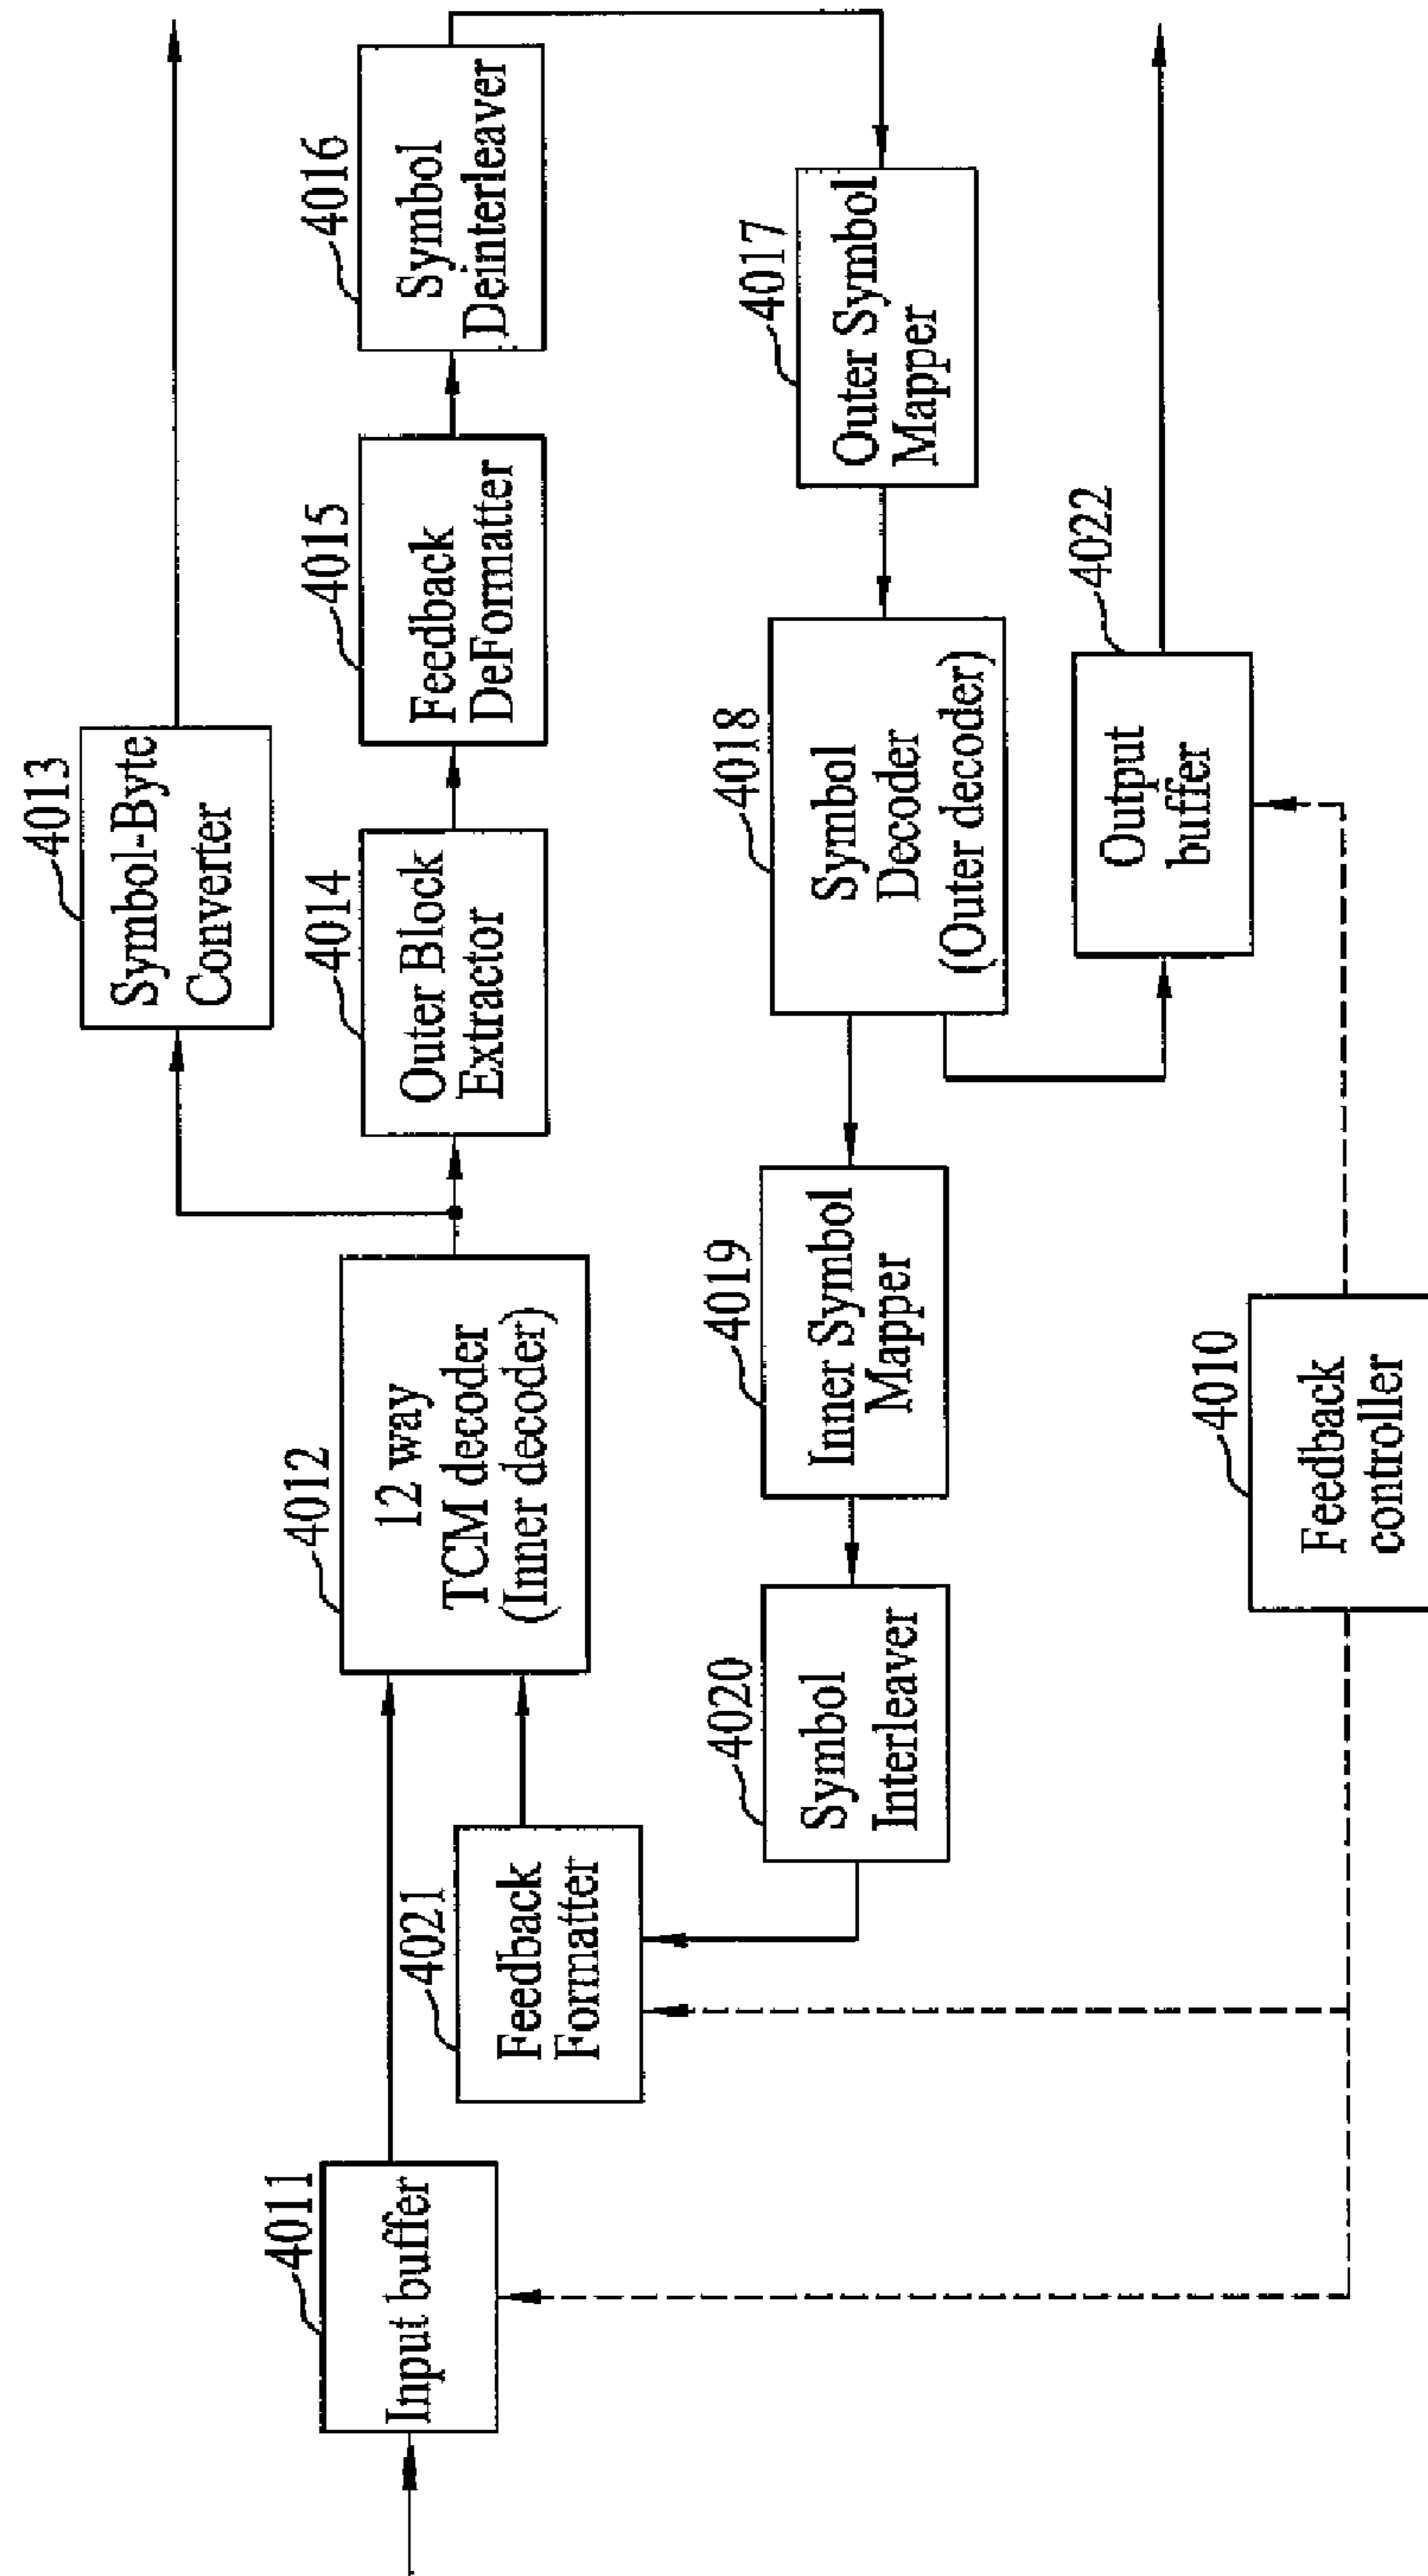 4013
Symbol-Byte
Converter
4011
Input buffer
4012
12 way
TCM decoder
(Inner decoder)
4014
Outer Block
Extractor
4015
Feedback
DeFormatter
4016
Symbol
Deinterleaver
4021
Feedback
Formatter
4020
Symbol
Interleaver
4019
Inner Symbol
Mapper
4018
Symbol
Decoder
(Outer decoder)
4017
Outer Symbol
Mapper
4022
Output
buffer
4010
Feedback
controller